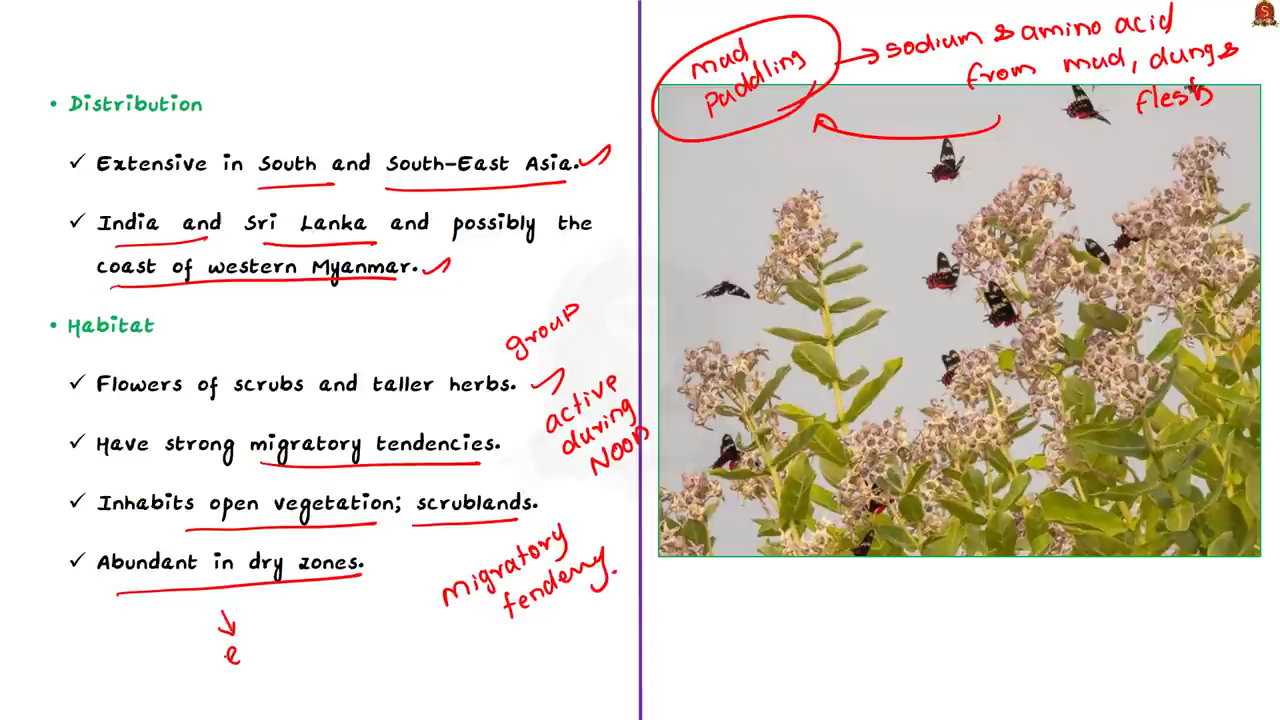 • Distribution
✓ Extensive in South and South-East Asia.
✓ India and Sri Lanka and possibly the
coast of western Myanmar.
• Habitat
✓ Flowers of scrubs and taller herbs.
✓ Have strong migratory tendencies.
✓ Inhabits open vegetation; scrublands.
✓ Abundant in dry zones.
e
group
active
during
Noon
Migratory
tendency.
mud
puddling
→ sodium & amino acid
from mud, dung &
flesh